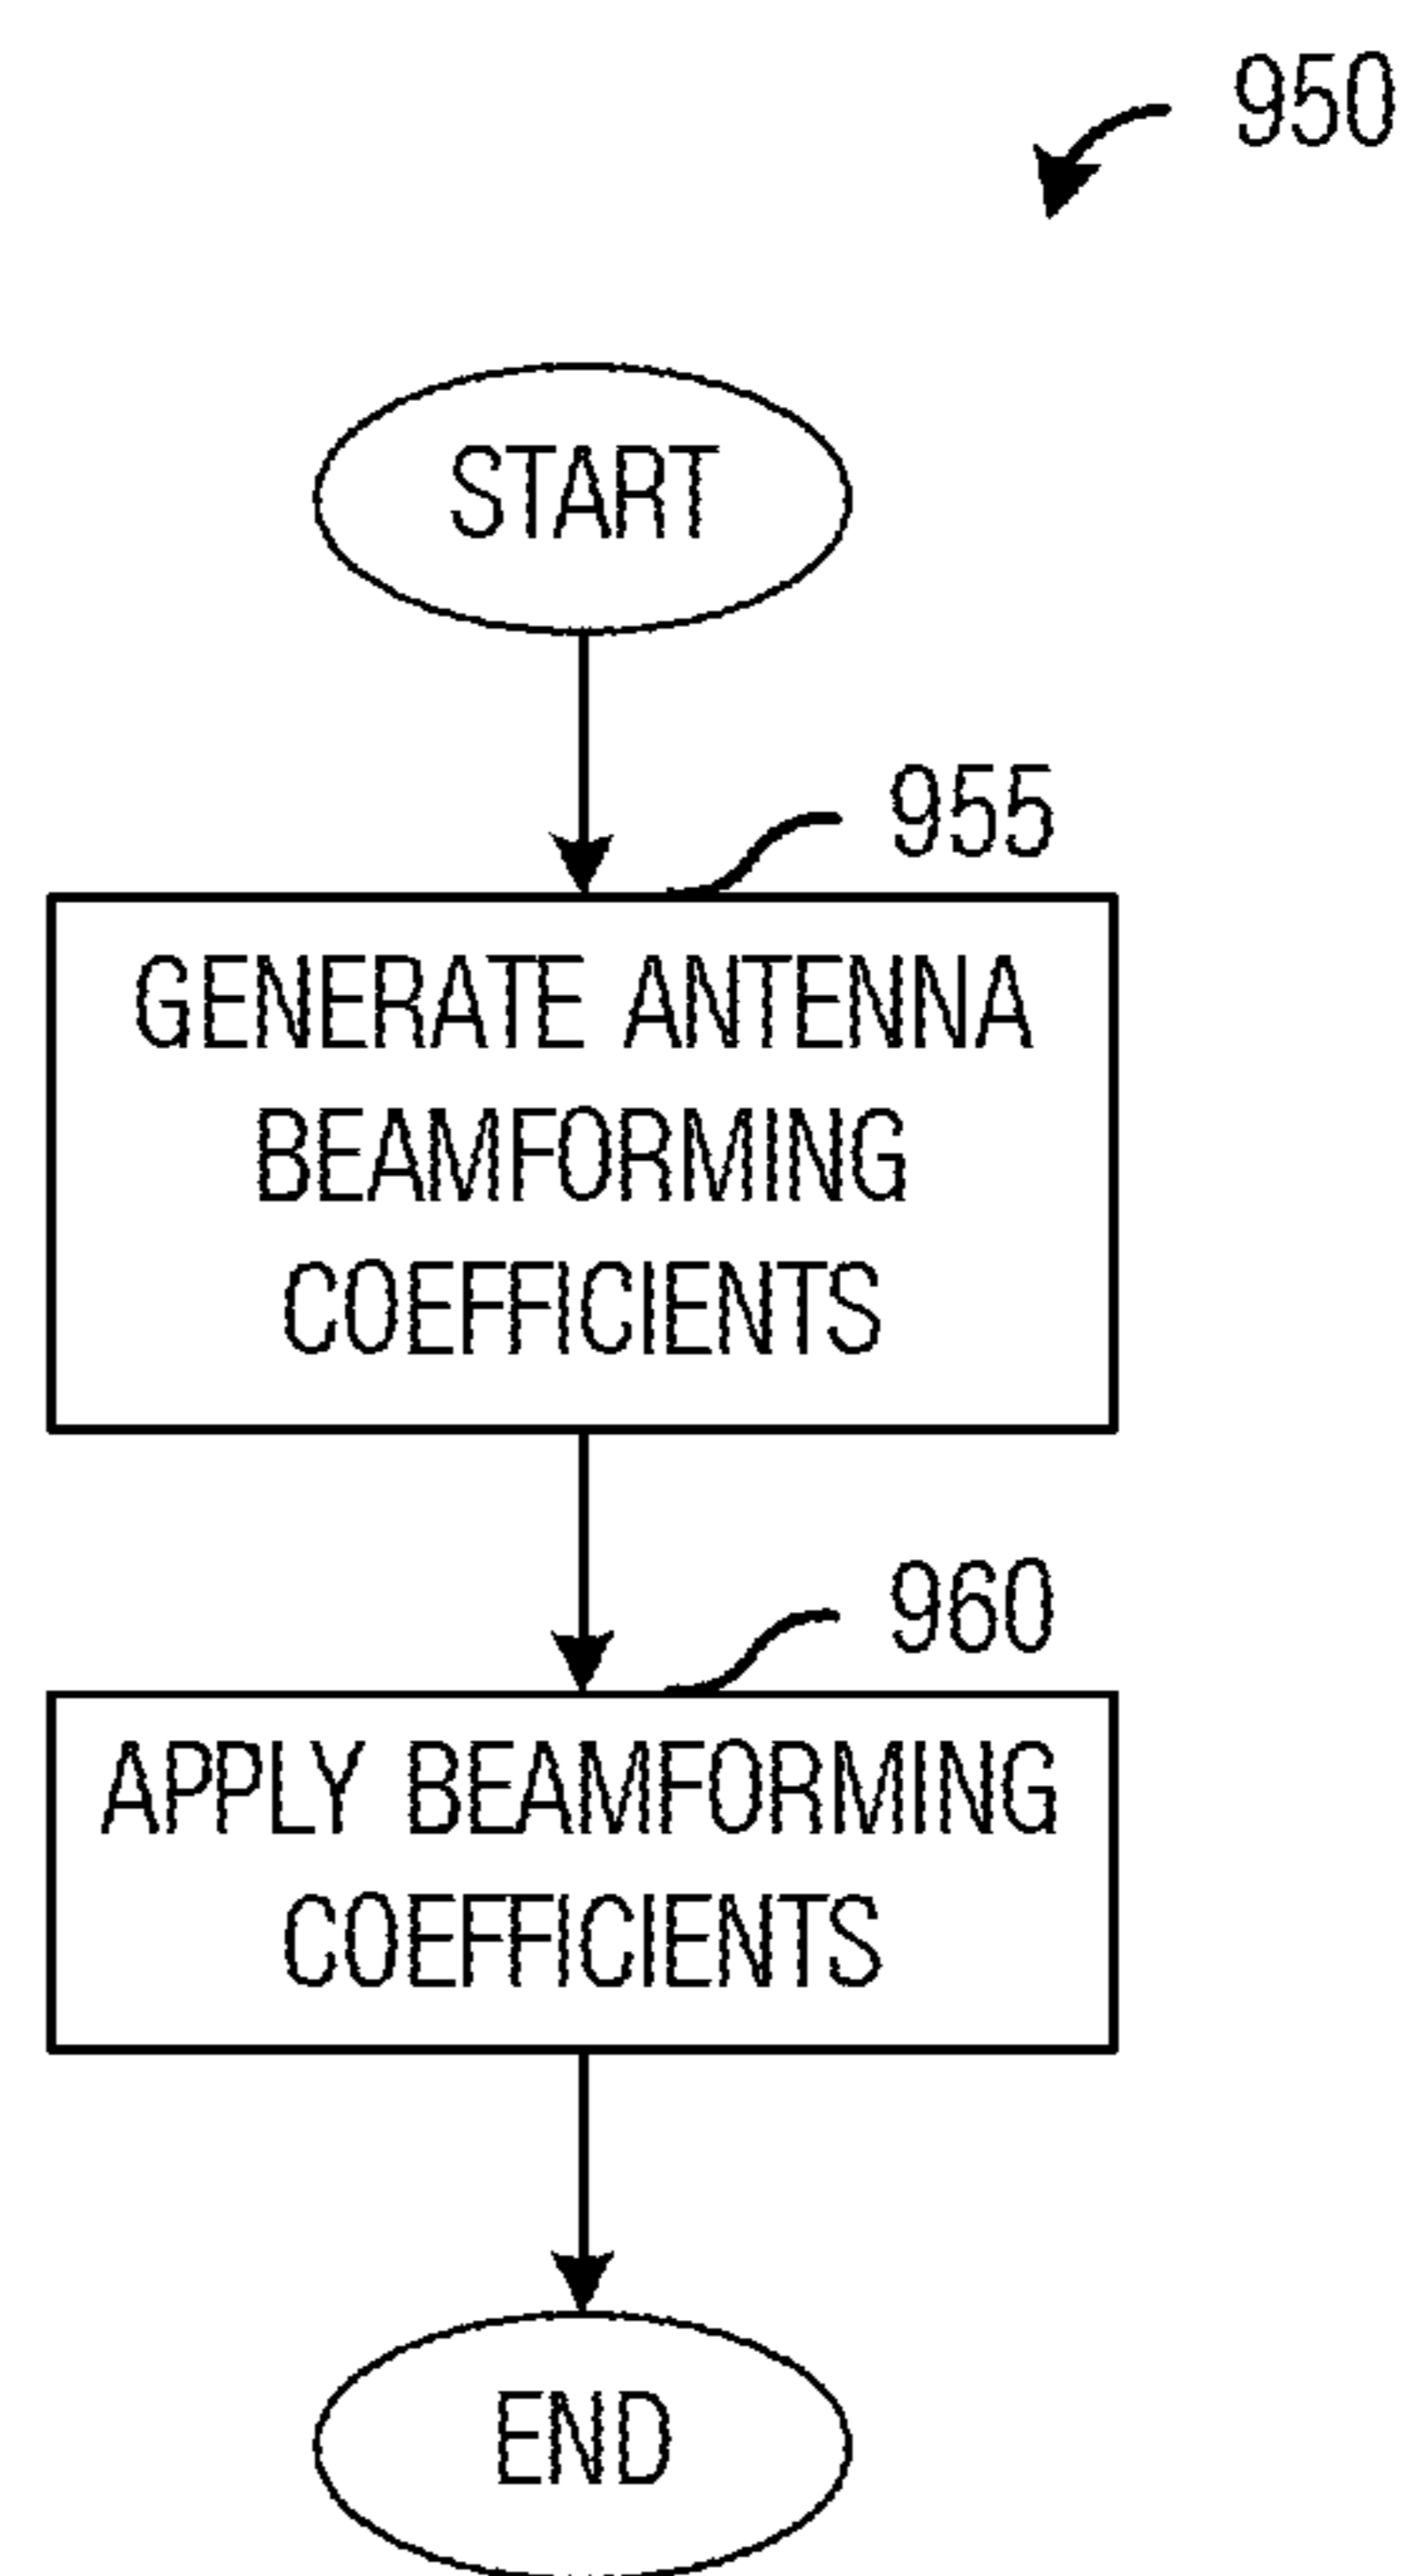 950
START
955
GENERATE ANTENNA
BEAMFORMING
COEFFICIENTS
960
APPLY BEAMFORMING
COEFFICIENTS
END